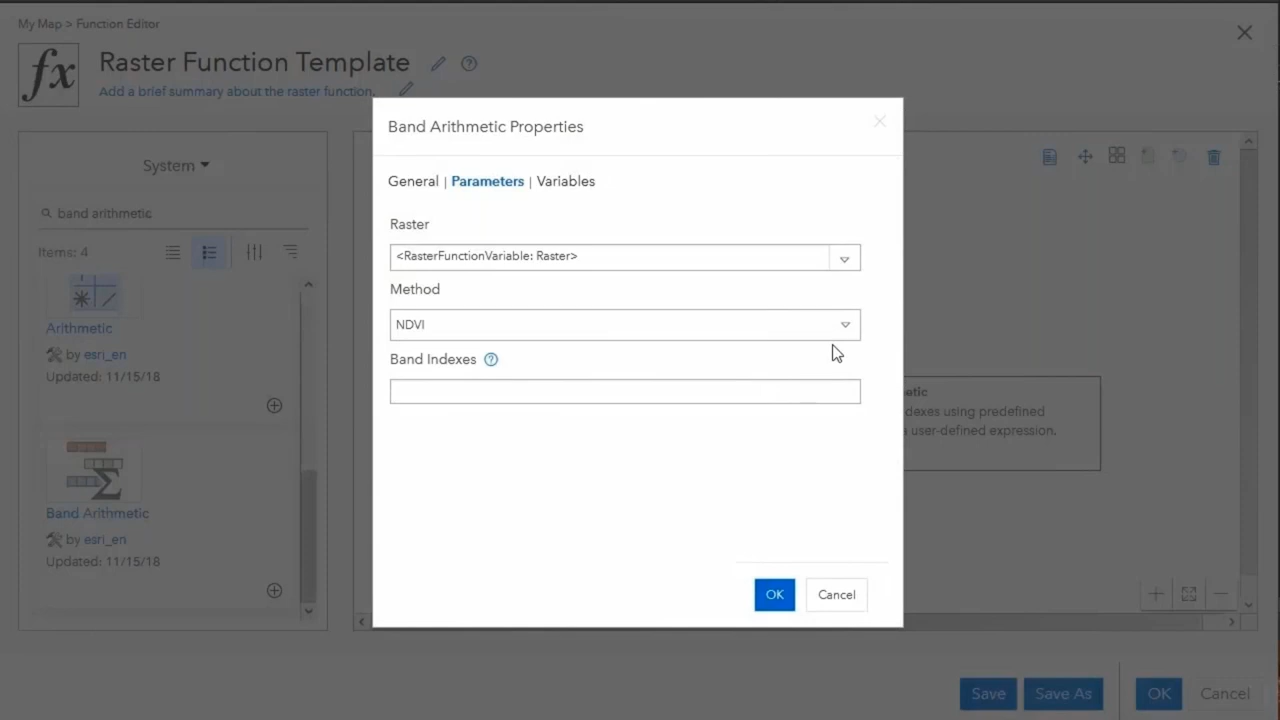 My Map > Function Editor
fx
Raster Function Template
Add a brief summary about the raster function.
System
band arithmetic
Items: 4
Arithmetic
by esri_en
Updated: 11/15/18
Band Arithmetic
by esri_en
Updated: 11/15/18
Band Arithmetic Properties
General | Parameters | Variables
Raster
<RasterFunctionVariable: Raster>
Method
NDVI
Band Indexes
OK
Cancel
etic
dexes using predefined
a user-defined expression.
Save
Save As
OK
Cancel